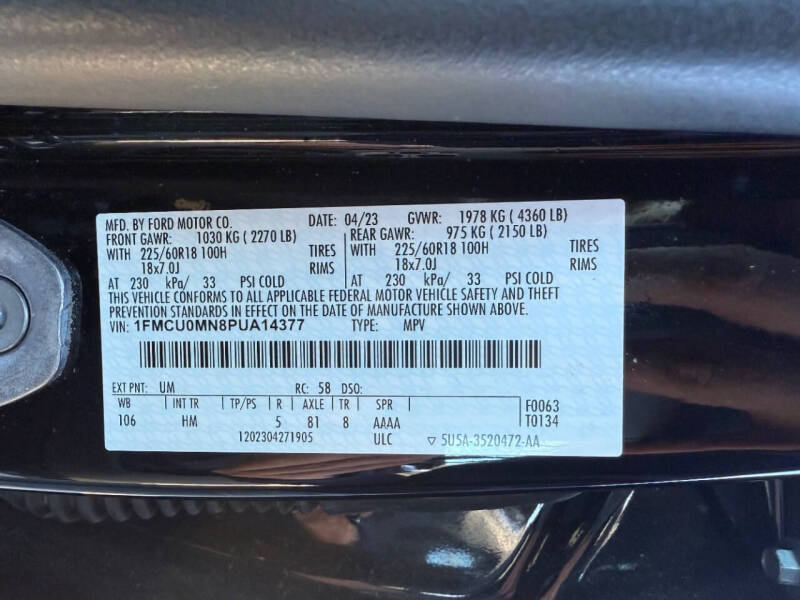 MFD. BY FORD MOTOR CO. DATE: 04/23 GVWR: 1978 KG ( 4360 LB)
FRONT GAWR: 1030 KG ( 2270 LB) REAR GAWR: 975 KG ( 2150 LB)
WITH 225/60R18 100H TIRES WITH 225/60R18 100H TIRES
18x7.0J RIMS 18x7.0J RIMS
AT 230 kPa/ 33 PSI COLD AT 230 kPa/ 33 PSI COLD
THIS VEHICLE CONFORMS TO ALL APPLICABLE FEDERAL MOTOR VEHICLE SAFETY AND THEFT
PREVENTION STANDARDS IN EFFECT ON THE DATE OF MANUFACTURE SHOWN ABOVE.
VIN: 1FMCU0MN8PUA14377 TYPE: MPV
EXT PNT: UM RC: 58 DSO:
WB INT TR TP/PS R AXLE TR SPR F0063
106 HM 5 81 8 AAAA T0134
1202304271905 ULC ▽ 5U5A-3520472-AA